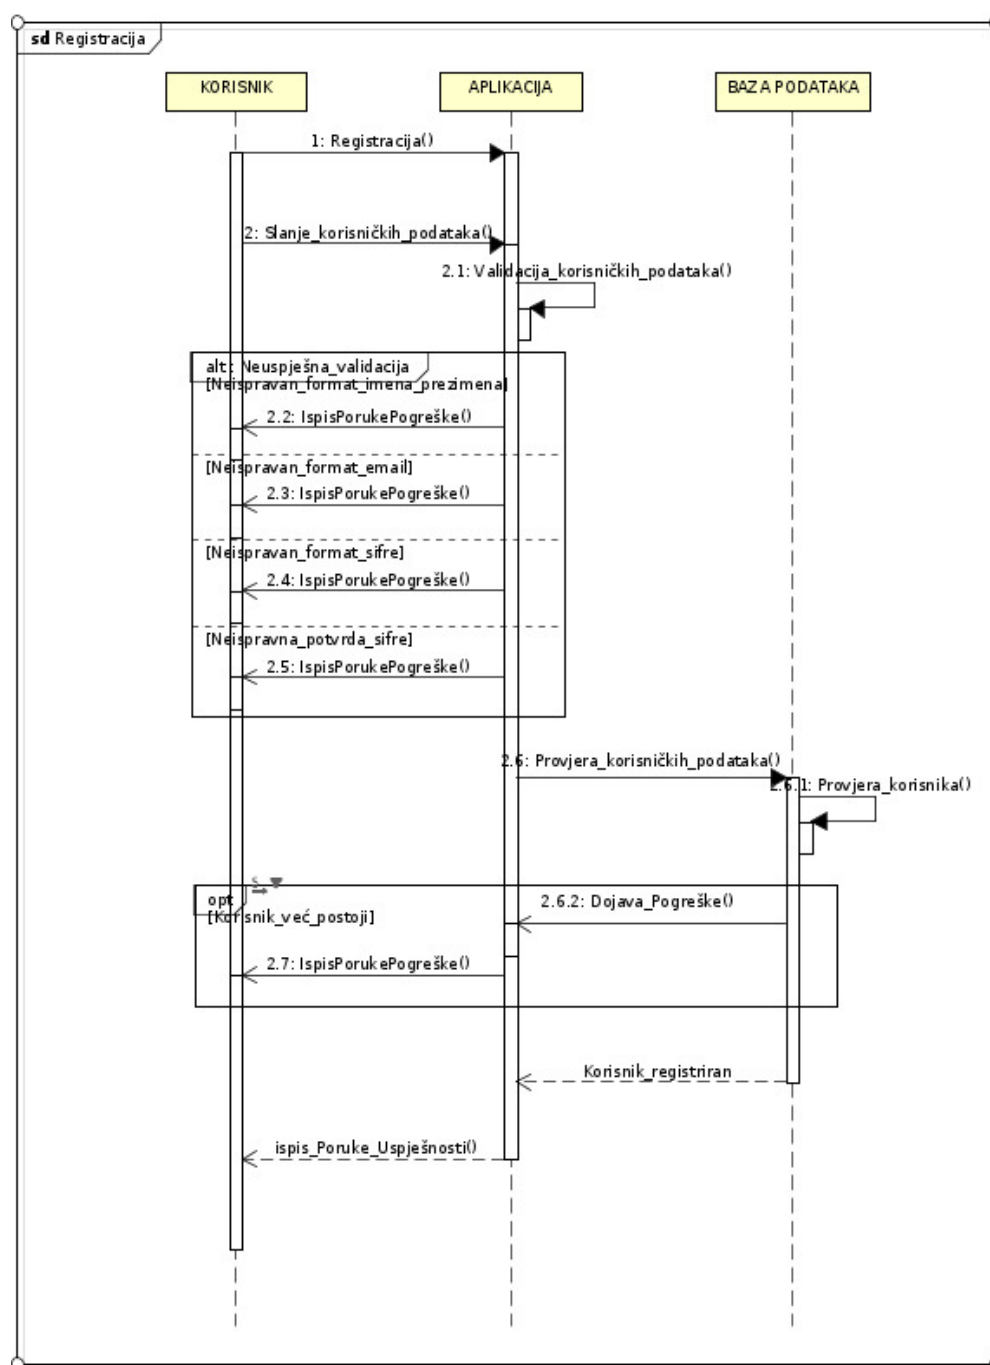 sd Registracija
KORISNIK
APLIKACIJA
BAZA PODATAKA
1: Registracija()
2: Slanje_korisničkih_podataka()
2.1: Validacija_korisničkih_podataka()
alt: Neuspješna_validacija
[Neispravan_format_imena_prezimena]
2.2: IspisPorukePogreške()
[Neispravan_format_email]
2.3: IspisPorukePogreške()
[Neispravan_format_sifre]
2.4: IspisPorukePogreške()
[Neispravna_potvrda_sifre]
2.5: IspisPorukePogreške()
2.6: Provjera_korisničkih_podataka()
2.6.1: Provjera_korisnika()
opt
[Korisnik_već_postoji]
2.6.2: Dojava_Pogreške()
2.7: IspisPorukePogreške()
Korisnik_registriran
ispis_Poruke_Uspješnosti()